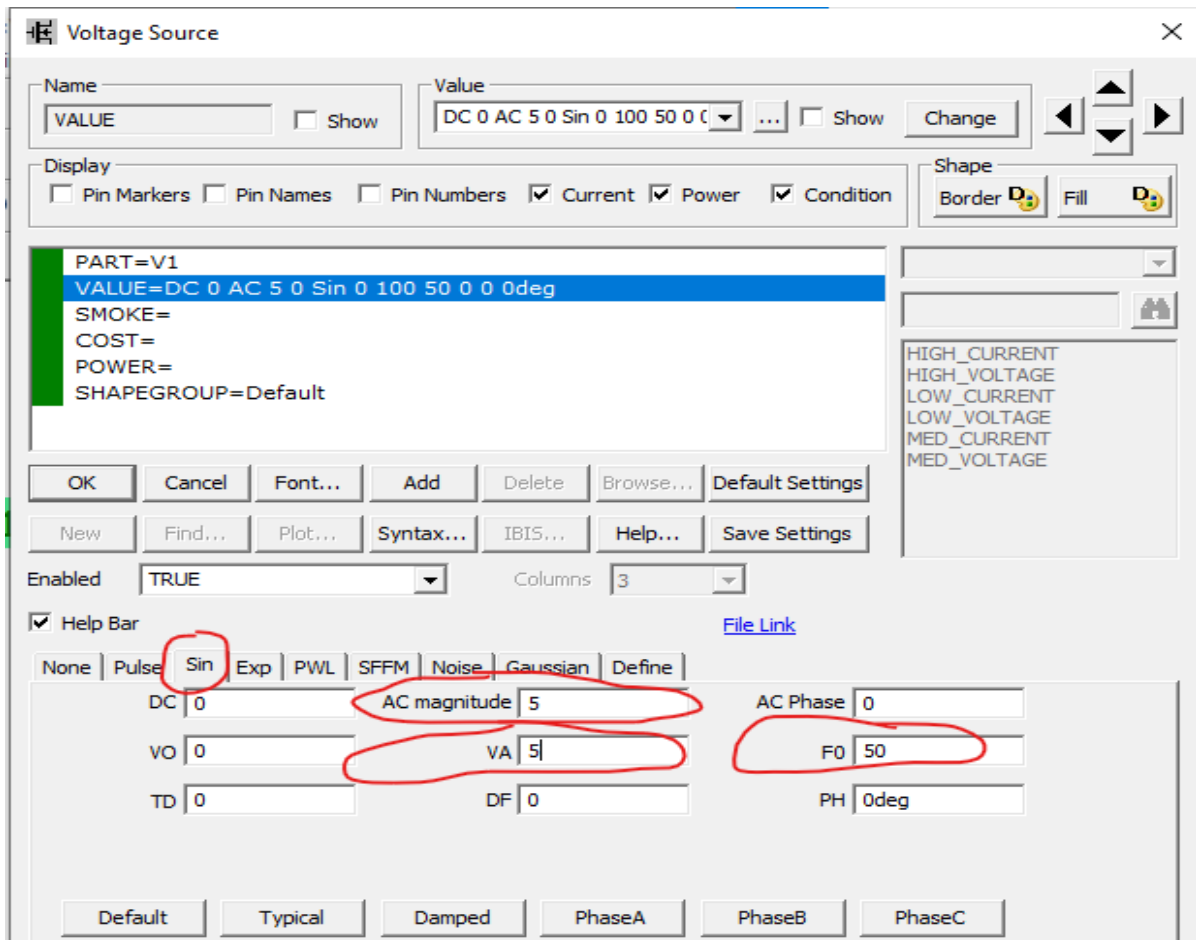 Voltage Source
Name
Value
VALUE
Show
DC 0 AC 5 0 Sin 0 100 50 0 0
...
Show
Change
Display
Pin Markers
Pin Names
Pin Numbers
Current
Power
Condition
Shape
Border
Fill
PART=V1
VALUE=DC 0 AC 5 0 Sin 0 100 50 0 0 0deg
SMOKE=
COST=
POWER=
SHAPEGROUP=Default
HIGH_CURRENT
HIGH_VOLTAGE
LOW_CURRENT
LOW_VOLTAGE
MED_CURRENT
MED_VOLTAGE
OK Cancel Font... Add Delete Browse... Default Settings
New Find... Plot... Syntax... IBIS... Help... Save Settings
Enabled TRUE Columns 3
Help Bar File Link
None Pulse Sin Exp PWL SFFM Noise Gaussian Define
DC 0 AC magnitude 5 AC Phase 0
VO 0 VA 5 F0 50
TD 0 DF 0 PH 0deg
Default Typical Damped PhaseA PhaseB PhaseC